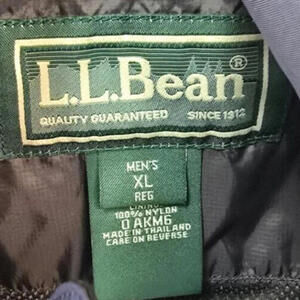 L.L.Bean®
QUALITY GUARANTEED SINCE 1912
MEN'S
XL
REG
LINING
100% NYLON
0 AKM6
MADE IN THAILAND
CARE ON REVERSE